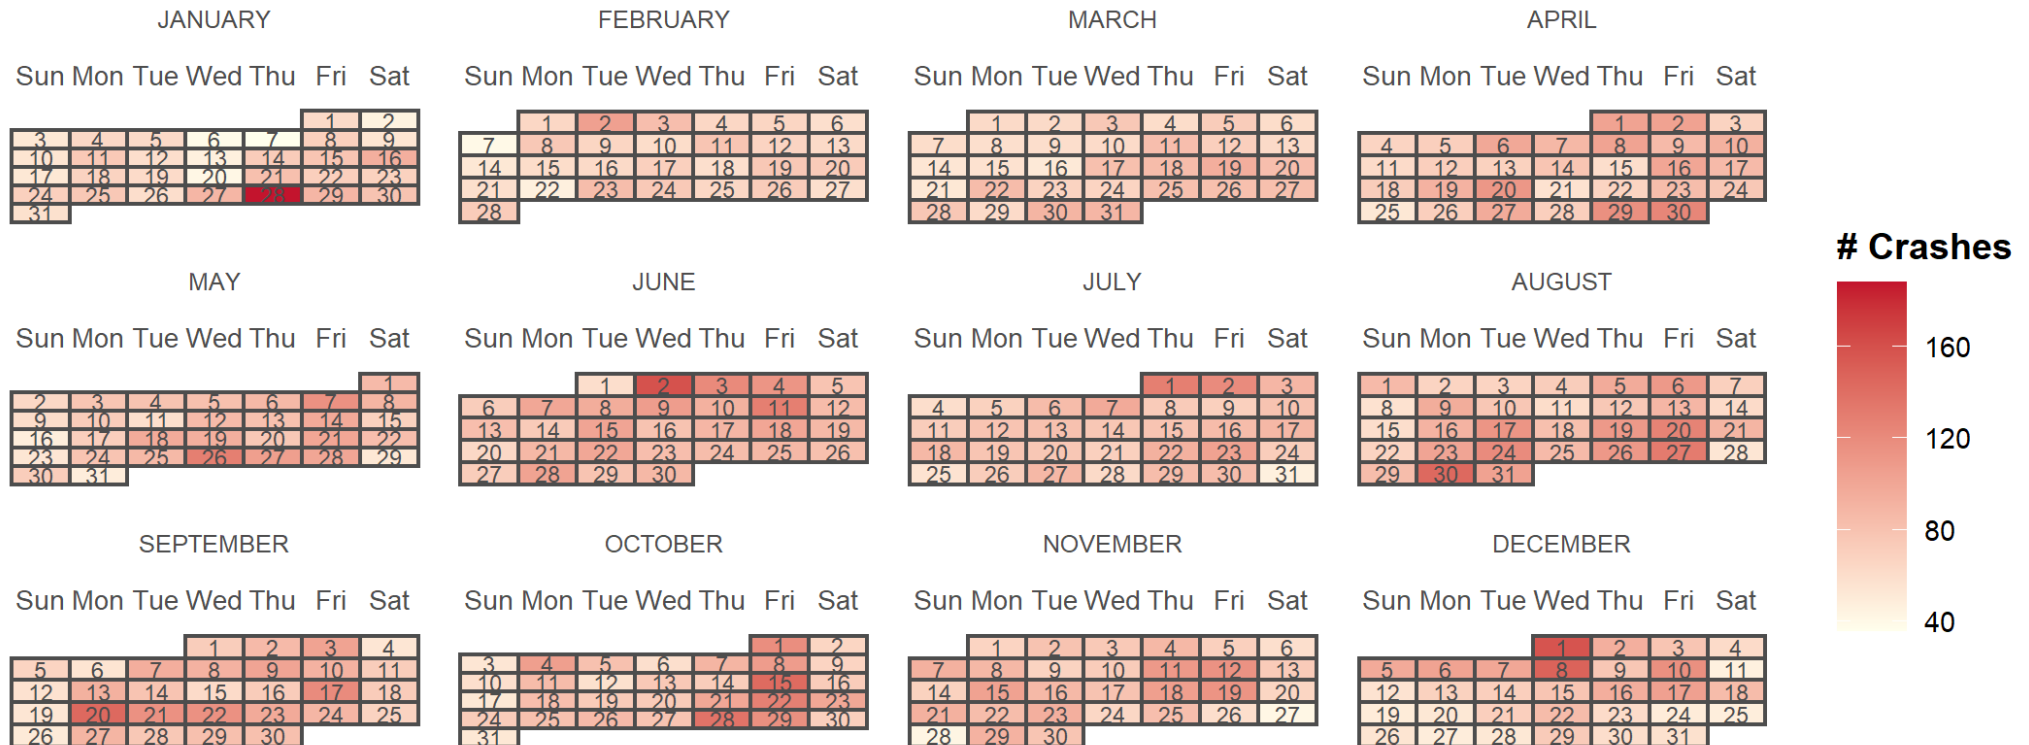 JANUARY FEBRUARY MARCH APRIL
Sun Mon Tue Wed Thu Fri Sat Sun Mon Tue Wed Thu Fri Sat Sun Mon Tue Wed Thu Fri Sat Sun Mon Tue Wed Thu Fri Sat
1 2 1 2 3 4 5 6 1 2 3 4 5 6 1 2 3
3 4 5 6 7 8 9 7 8 9 10 11 12 13 7 8 9 10 11 12 13 4 5 6 7 8 9 10
10 11 12 13 14 15 16 14 15 16 17 18 19 20 14 15 16 17 18 19 20 11 12 13 14 15 16 17
17 18 19 20 21 22 23 21 22 23 24 25 26 27 21 22 23 24 25 26 27 18 19 20 21 22 23 24
24 25 26 27 28 29 30 28 28 29 30 31 25 26 27 28 29 30
31
# Crashes
160
120
80
40
MAY JUNE JULY AUGUST
Sun Mon Tue Wed Thu Fri Sat Sun Mon Tue Wed Thu Fri Sat Sun Mon Tue Wed Thu Fri Sat Sun Mon Tue Wed Thu Fri Sat
1 1 2 3 4 5 1 2 3 1 2 3 4 5 6 7
2 3 4 5 6 7 8 6 7 8 9 10 11 12 4 5 6 7 8 9 10 8 9 10 11 12 13 14
9 10 11 12 13 14 15 13 14 15 16 17 18 19 11 12 13 14 15 16 17 15 16 17 18 19 20 21
16 17 18 19 20 21 22 20 21 22 23 24 25 26 18 19 20 21 22 23 24 22 23 24 25 26 27 28
23 24 25 26 27 28 29 27 28 29 30 25 26 27 28 29 30 31 29 30 31
30 31
SEPTEMBER OCTOBER NOVEMBER DECEMBER
Sun Mon Tue Wed Thu Fri Sat Sun Mon Tue Wed Thu Fri Sat Sun Mon Tue Wed Thu Fri Sat Sun Mon Tue Wed Thu Fri Sat
1 2 3 4 1 2 1 2 3 4 5 6 1 2 3 4
5 6 7 8 9 10 11 3 4 5 6 7 8 9 7 8 9 10 11 12 13 5 6 7 8 9 10 11
12 13 14 15 16 17 18 10 11 12 13 14 15 16 14 15 16 17 18 19 20 12 13 14 15 16 17 18
19 20 21 22 23 24 25 17 18 19 20 21 22 23 21 22 23 24 25 26 27 19 20 21 22 23 24 25
26 27 28 29 30 24 25 26 27 28 29 30 28 29 30 26 27 28 29 30 31
31